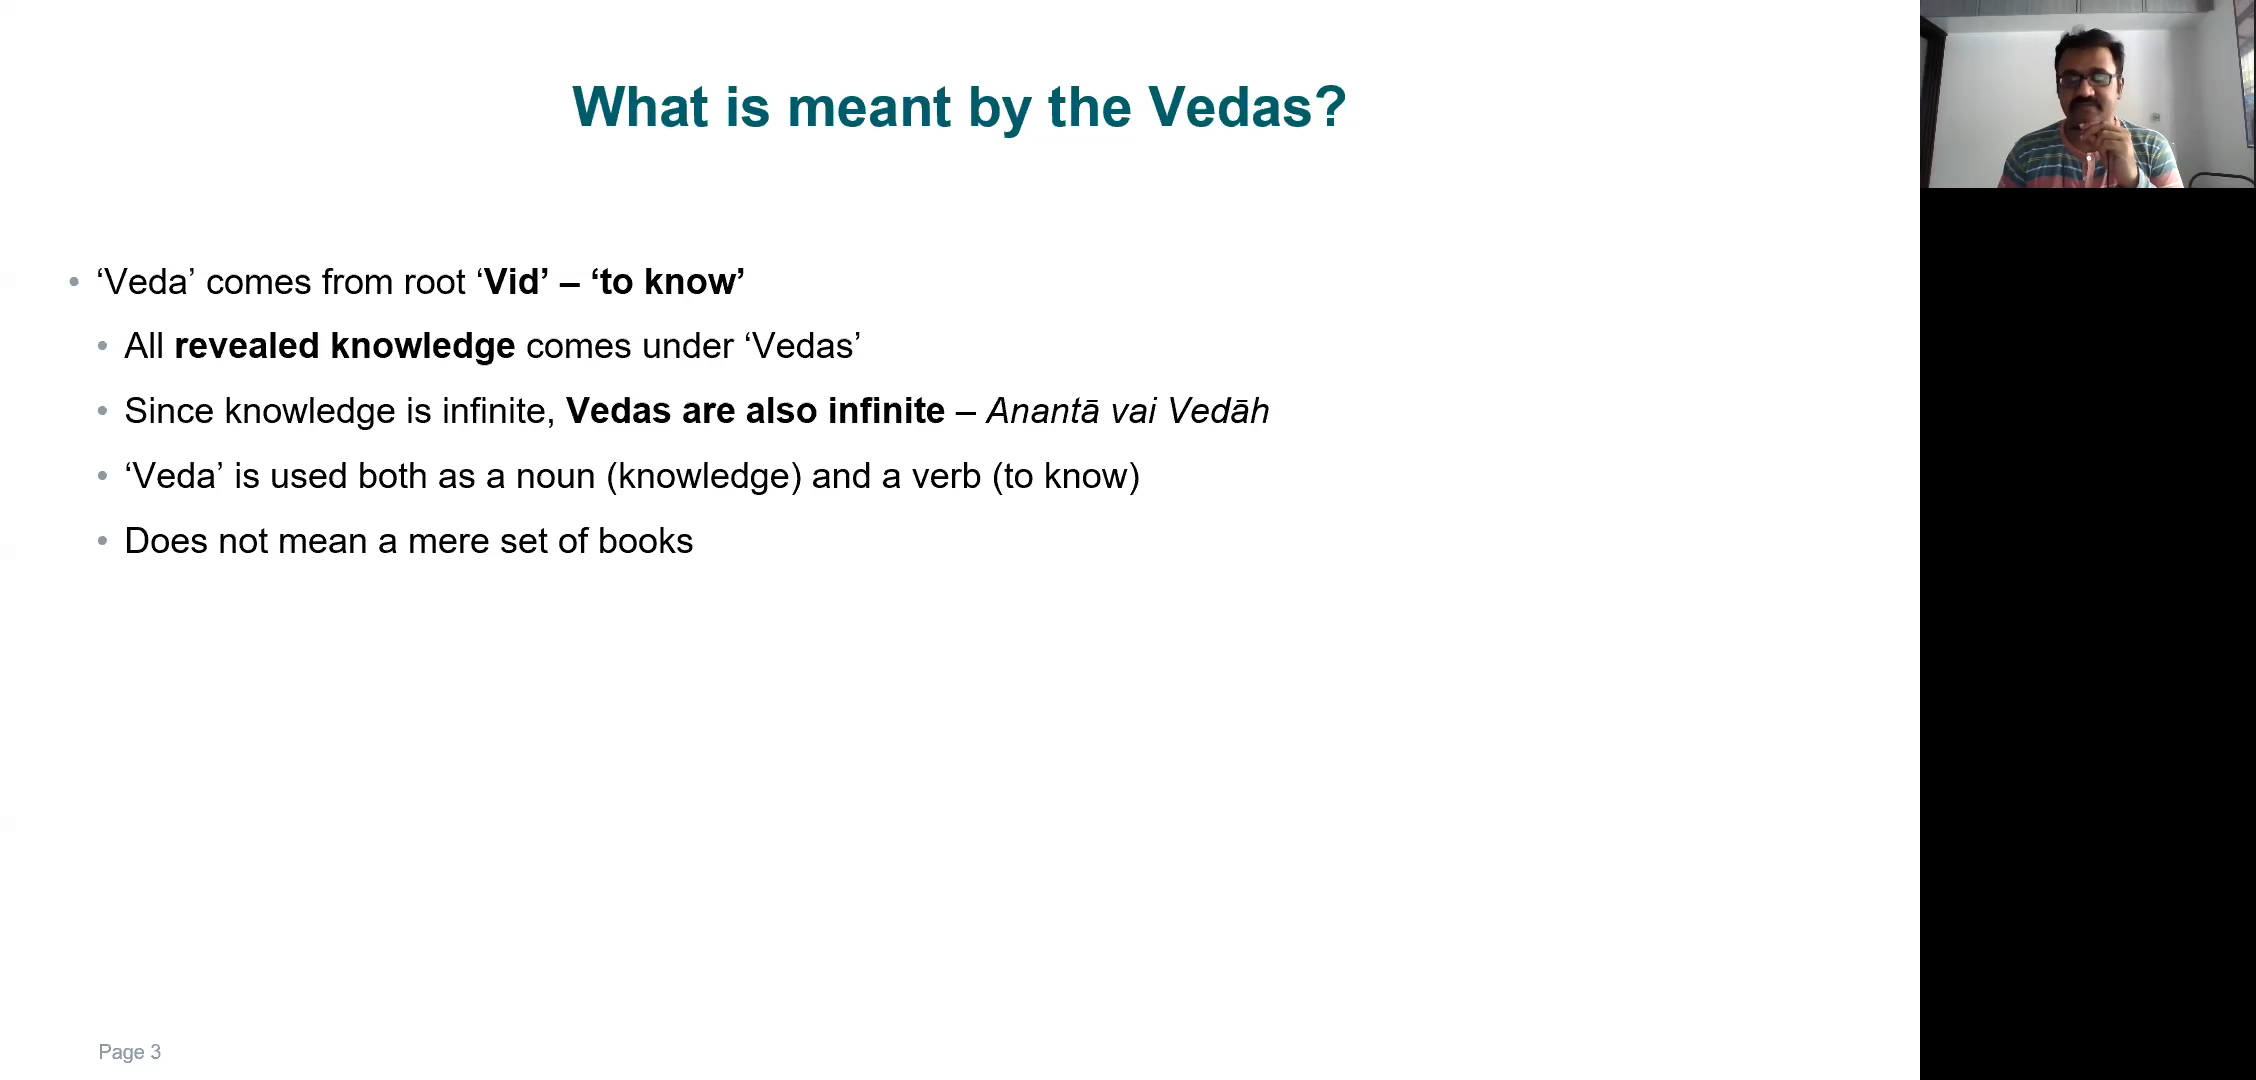 What is meant by the Vedas?
• ‘Veda’ comes from root ‘Vid’ – ‘to know’
• All revealed knowledge comes under ‘Vedas’
• Since knowledge is infinite, Vedas are also infinite – Anantā vai Vedāh
• ‘Veda’ is used both as a noun (knowledge) and a verb (to know)
• Does not mean a mere set of books
Page 3